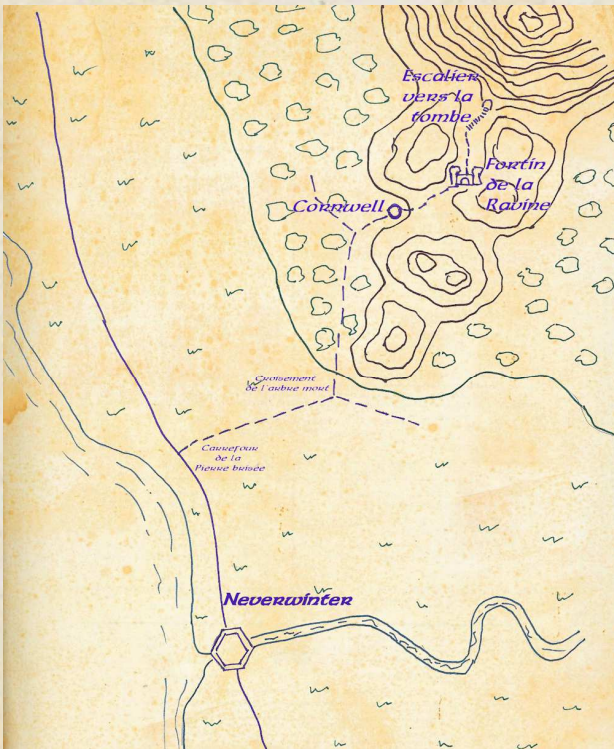 Escalier
vers la
tombe
Fortin
de la
Ravine
Cornwell
Croisement
de l'arbre mort
Carrefour
de la
Pierre brisée
Neverwinter